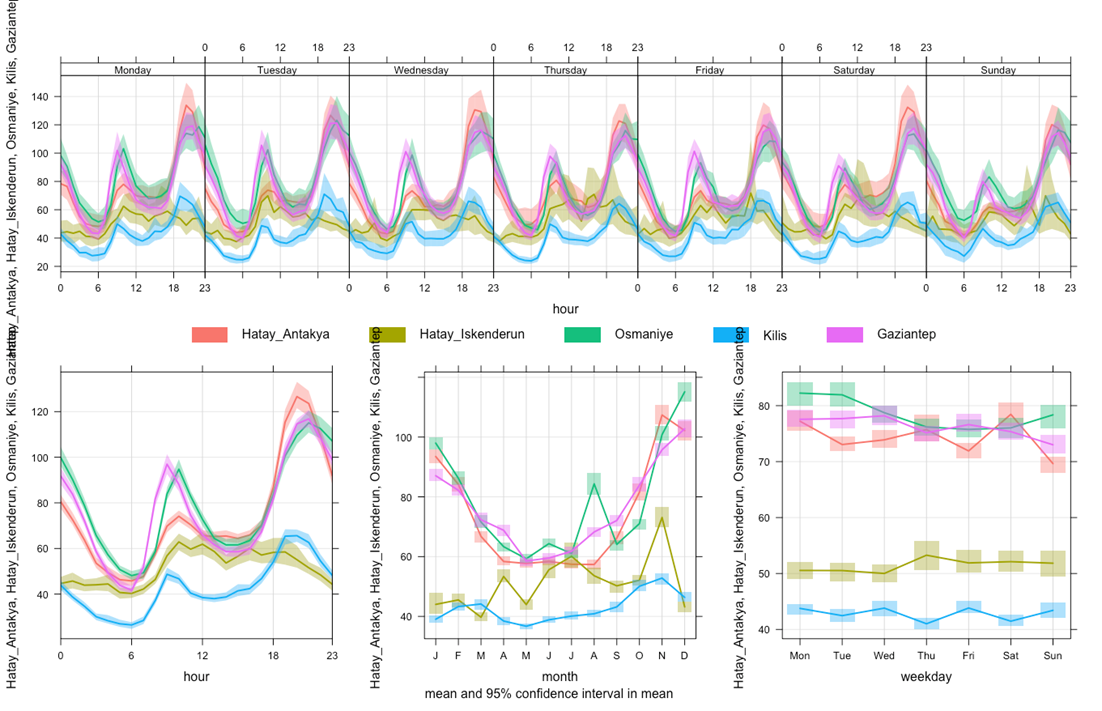 Hatay_Antakya, Hatay_Iskenderun, Osmaniye, Kilis, Gaziantep
0 6 12 18 23 0 6 12 18 23 0 6 12 18 23
Monday Tuesday Wednesday Thursday Friday Saturday Sunday
140
120
100
80
60
40
20
0 6 12 18 23 0 6 12 18 23 0 6 12 18 23 0 6 12 18 23
hour
Hatay_Antakya Hatay_Iskenderun Osmaniye Kilis Gaziantep
Hatay_Antakya, Hatay_Iskenderun, Osmaniye, Kilis, Gaziantep
120
100
80
60
40
0 6 12 18 23
hour
Hatay_Antakya, Hatay_Iskenderun, Osmaniye, Kilis, Gaziantep
100
80
60
40
J F M A M J J A S O N D
month
mean and 95% confidence interval in mean
Hatay_Antakya, Hatay_Iskenderun, Osmaniye, Kilis, Gaziantep
80
70
60
50
40
Mon Tue Wed Thu Fri Sat Sun
weekday